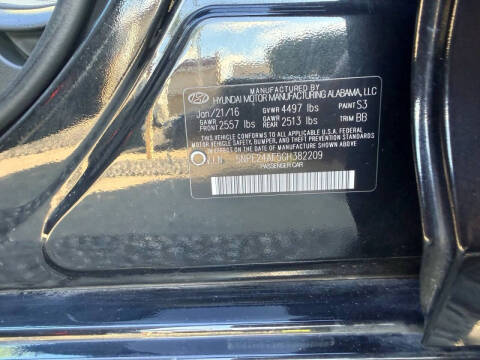 MANUFACTURED BY
HYUNDAI MOTOR MANUFACTURING ALABAMA, LLC
Jan/21/16 GVWR 4497 lbs PAINT S3
GAWR FRONT 2557 lbs GAWR REAR 2513 lbs TRIM BB
THIS VEHICLE CONFORMS TO ALL APPLICABLE U.S.A FEDERAL
MOTOR VEHICLE SAFETY, BUMPER, AND THEFT PREVENTION STANDARDS
IN EFFECT ON THE DATE OF MANUFACTURE SHOWN ABOVE.
5NPE24AF5GH382209
PASSENGER CAR